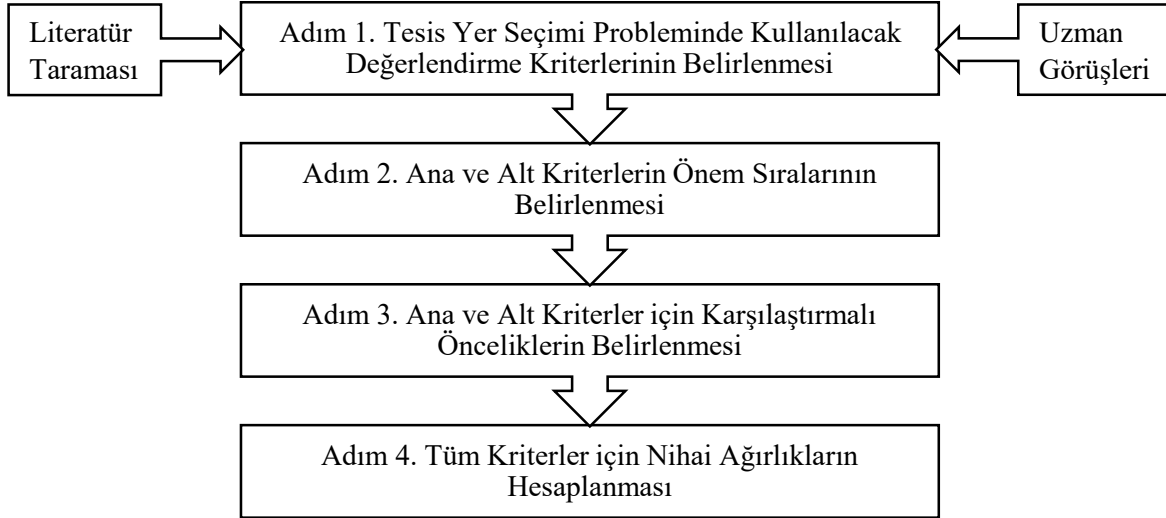 Literatür
Taraması
Adım 1. Tesis Yer Seçimi Probleminde Kullanılacak
Değerlendirme Kriterlerinin Belirlenmesi
Uzman
Görüşleri
Adım 2. Ana ve Alt Kriterlerin Önem Sıralarının
Belirlenmesi
Adım 3. Ana ve Alt Kriterler için Karşılaştırmalı
Önceliklerin Belirlenmesi
Adım 4. Tüm Kriterler için Nihai Ağırlıkların
Hesaplanması